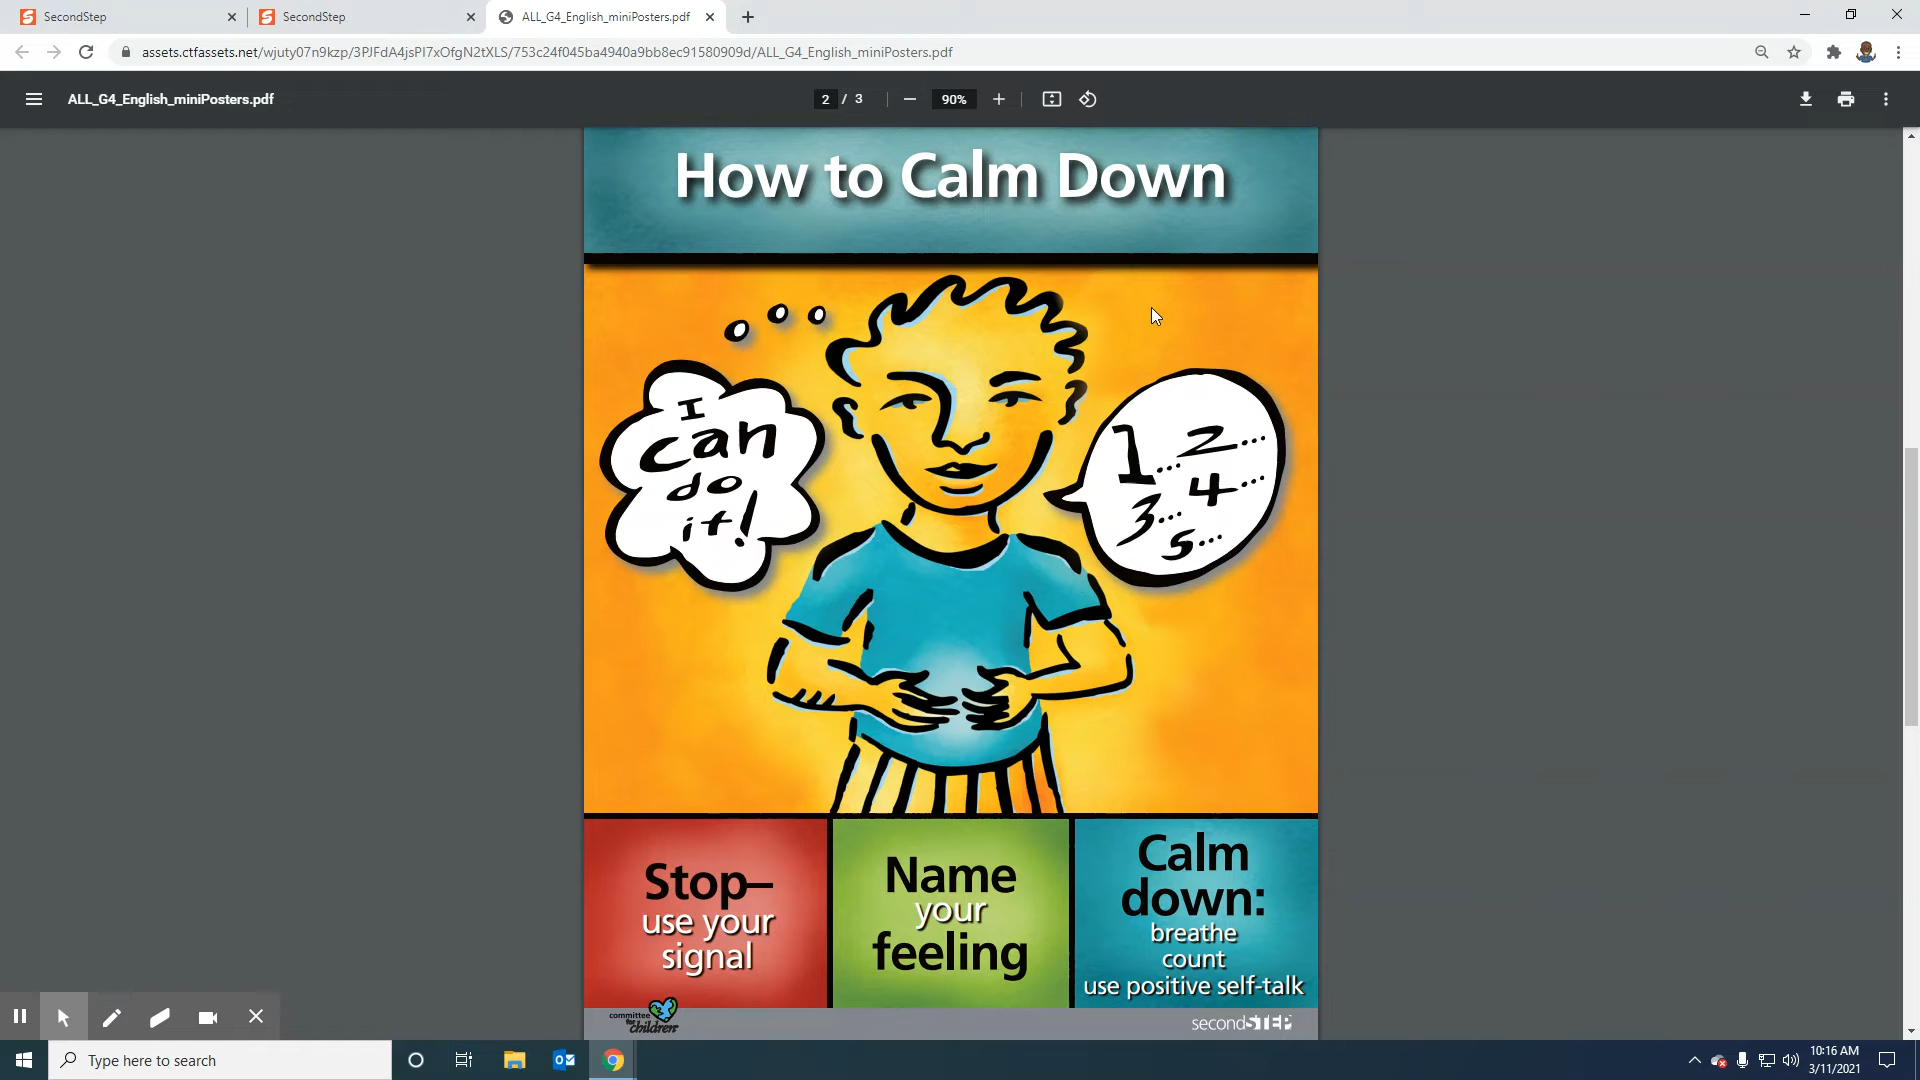 SecondStep
SecondStep
ALL_G4_English_miniPosters.pdf
assets.ctfassets.net/wjuty07n9kzp/3PJFdA4jsPI7xOfgN2tXLS/753c24f045ba4940a9bb8ec91580909d/ALL_G4_English_miniPosters.pdf
ALL_G4_English_miniPosters.pdf
2 / 3
90%
How to Calm Down
I
can
do
it!
1... 2...
3... 4...
5...
Stop–
use your
signal
Name
your
feeling
Calm
down:
breathe
count
use positive self-talk
committee
for
children
secondSTEP
Type here to search
10:16 AM
3/11/2021